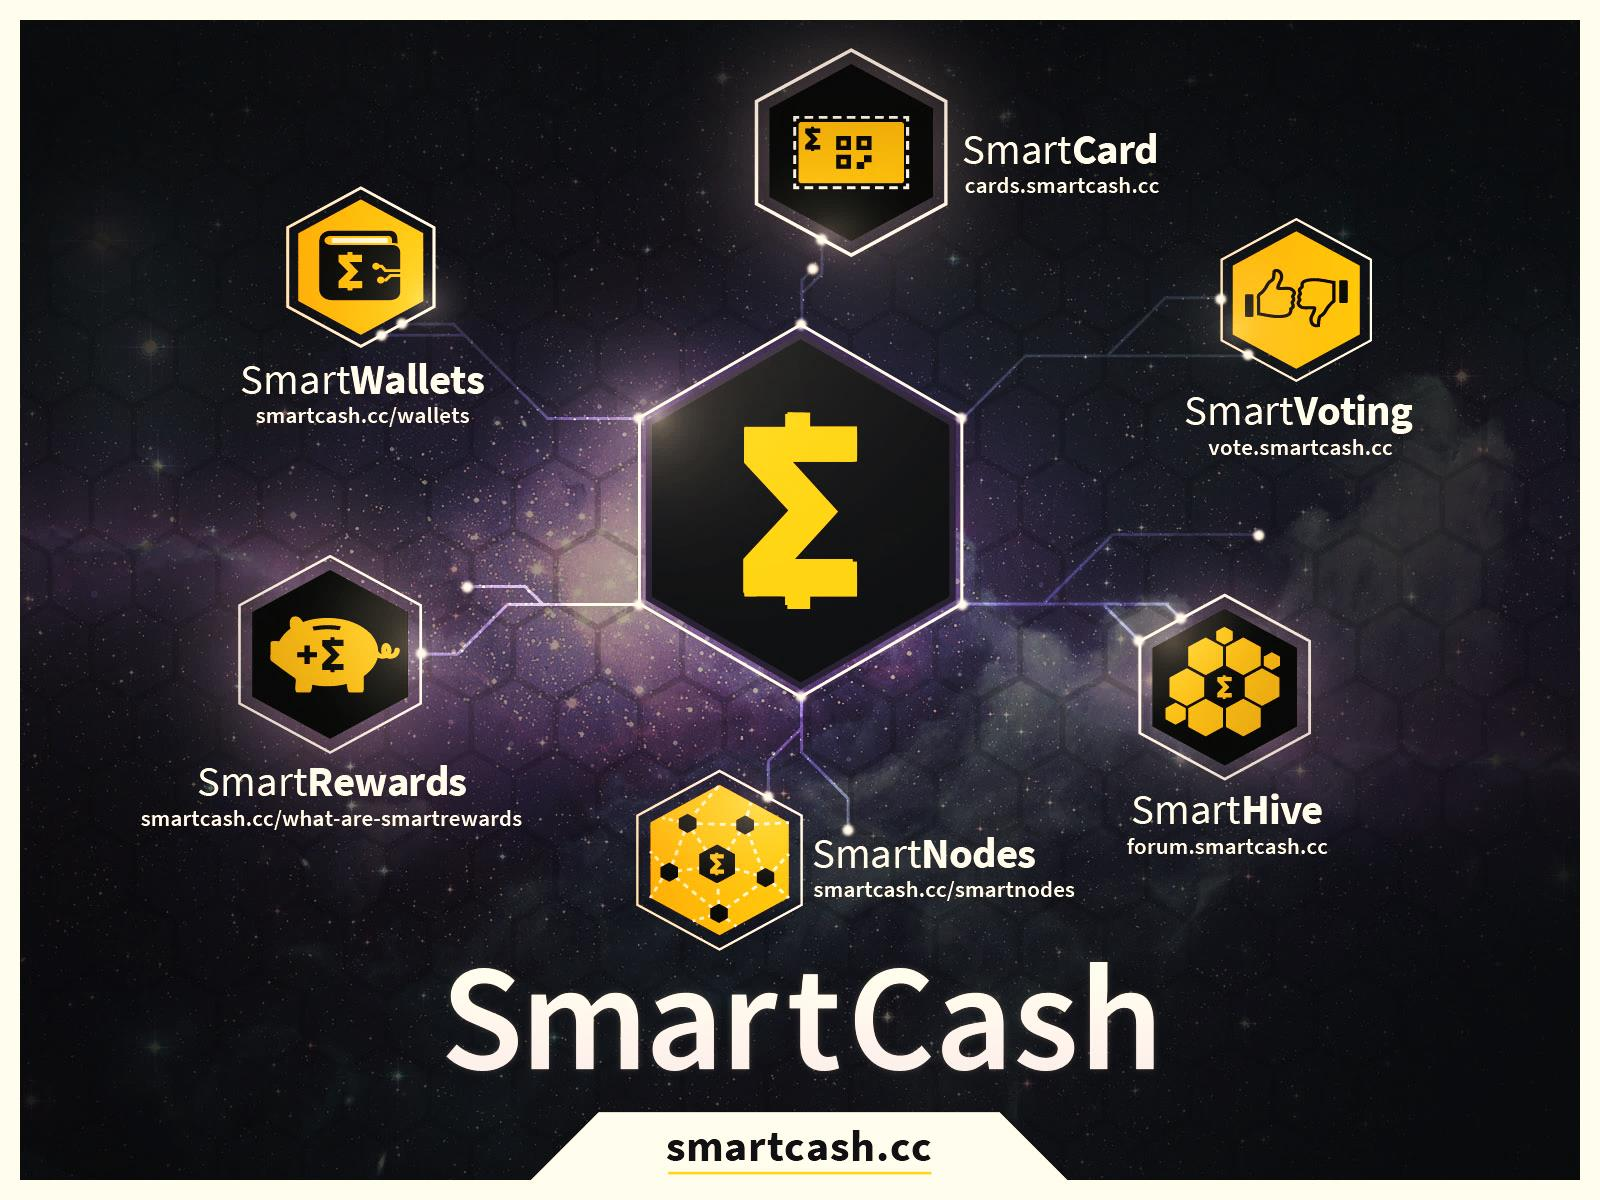 SmartCard
cards.smartcash.cc
SmartWallets
smartcash.cc/wallets
SmartVoting
vote.smartcash.cc
SmartRewards
smartcash.cc/what-are-smartrewards
SmartHive
forum.smartcash.cc
SmartNodes
smartcash.cc/smartnodes
SmartCash
smartcash.cc